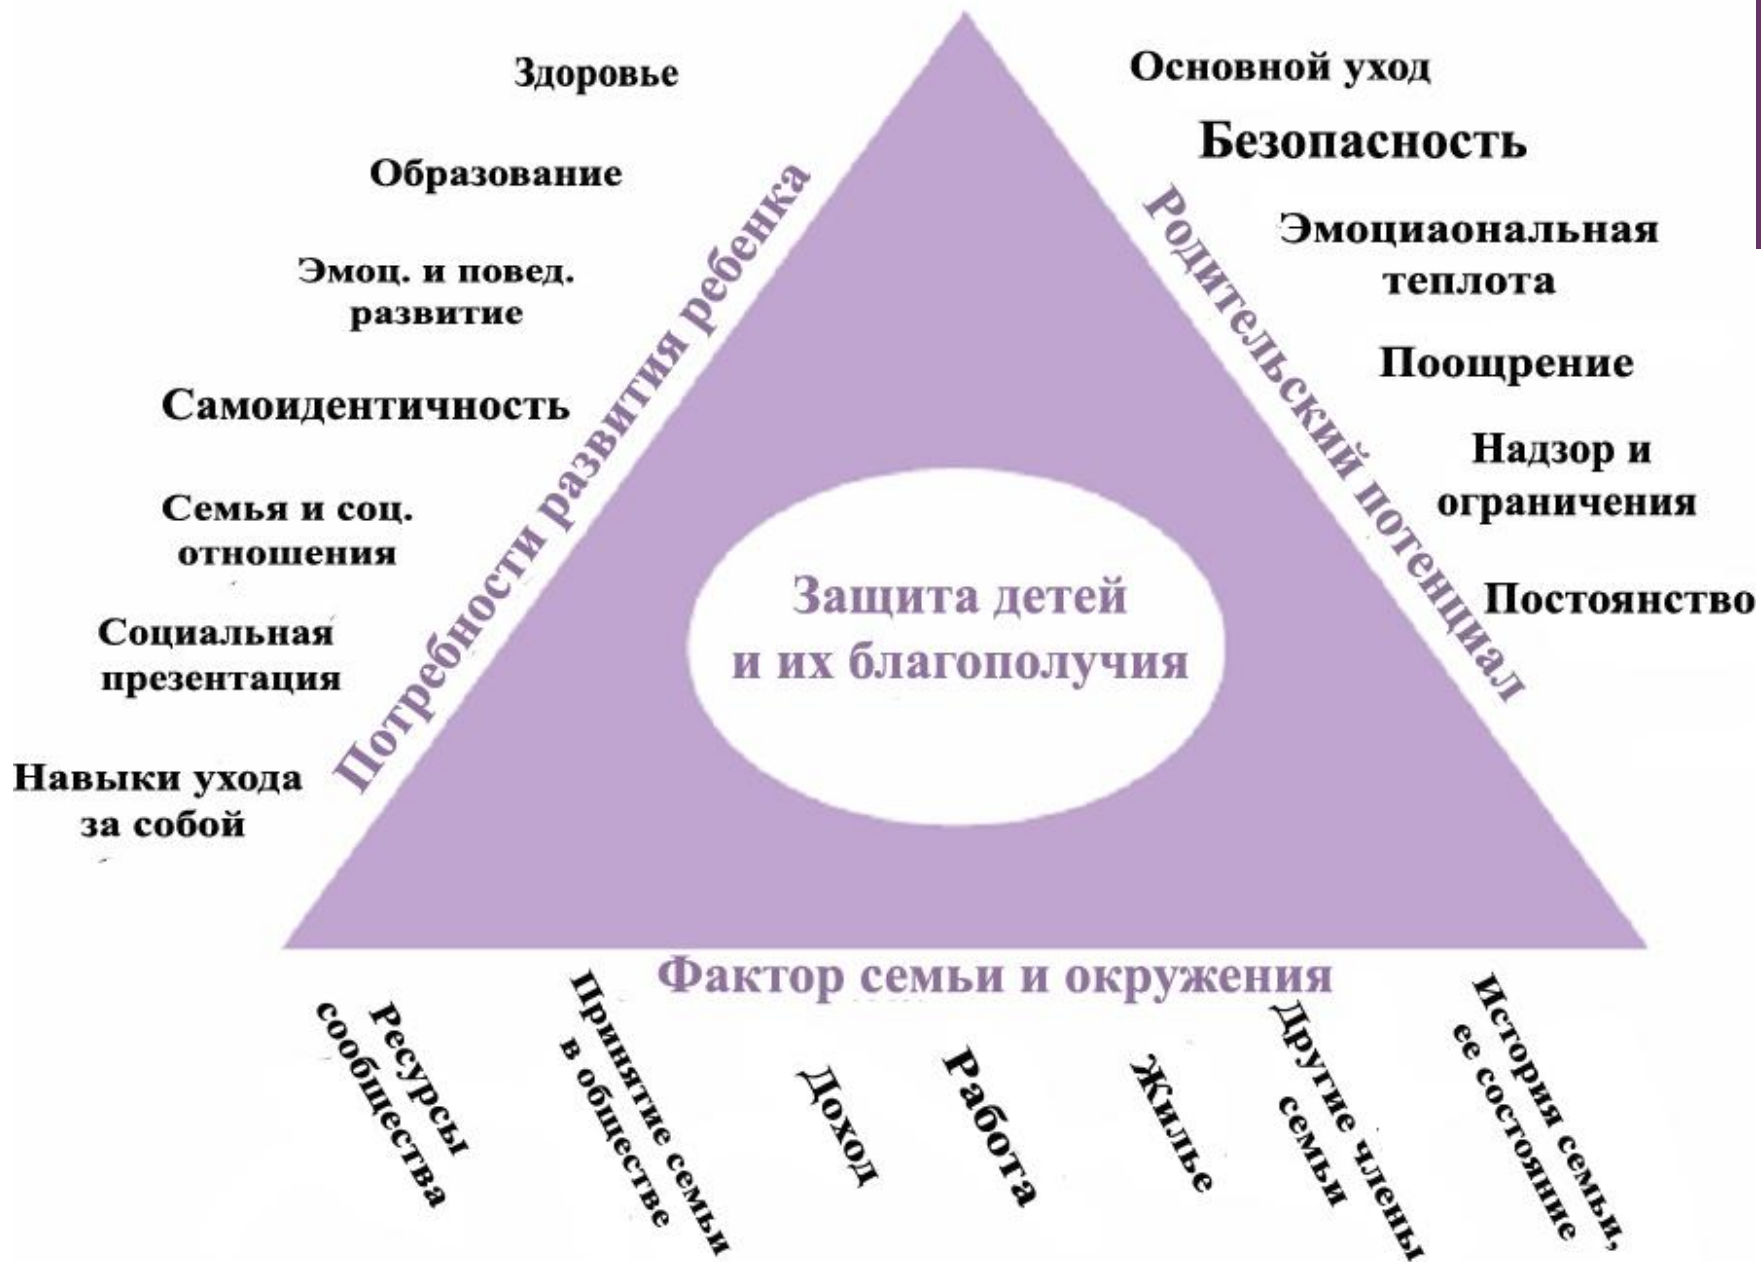 Здоровье
Образование
Эмоц. и повед.
развитие
Самоидентичность
Семья и соц.
отношения
Социальная
презентация
Навыки ухода
за собой
Потребности развития ребенка
Основной уход
Безопасность
Эмоциаональная
теплота
Поощрение
Надзор и
ограничения
Постоянство
Родительский потенциал
Защита детей
и их благополучия
Фактор семьи и окружения
Ресурсы
сообщества
Принятие семьи
в обществе
Доход
Работа
Жилье
Другие члены
семьи
История семьи,
ее состояние